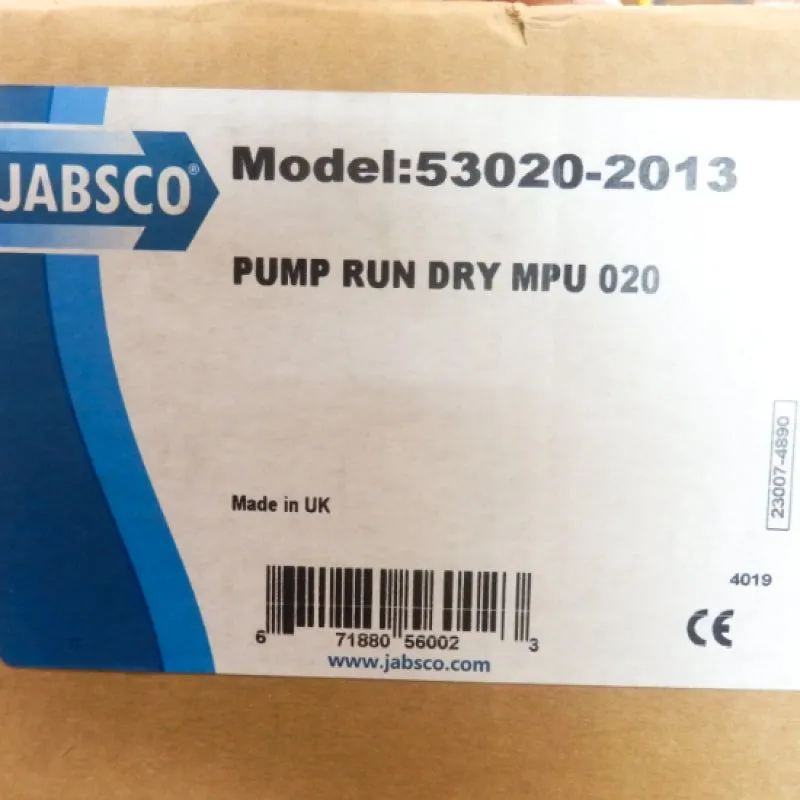 JABSCO®
Model:53020-2013
PUMP RUN DRY MPU 020
23007-4890
Made in UK
4019
6 71880 56002 3
CE
www.jabsco.com